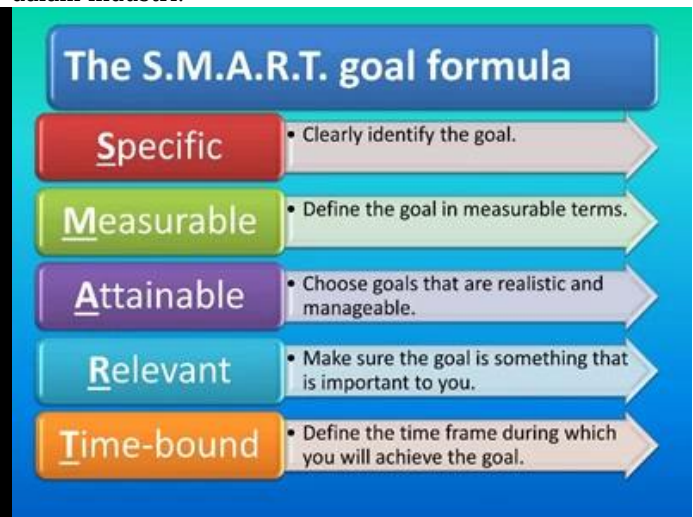 The S.M.A.R.T. goal formula
Specific
• Clearly identify the goal.
Measurable
• Define the goal in measurable terms.
Attainable
• Choose goals that are realistic and
manageable.
Relevant
• Make sure the goal is something that
is important to you.
Time-bound
• Define the time frame during which
you will achieve the goal.